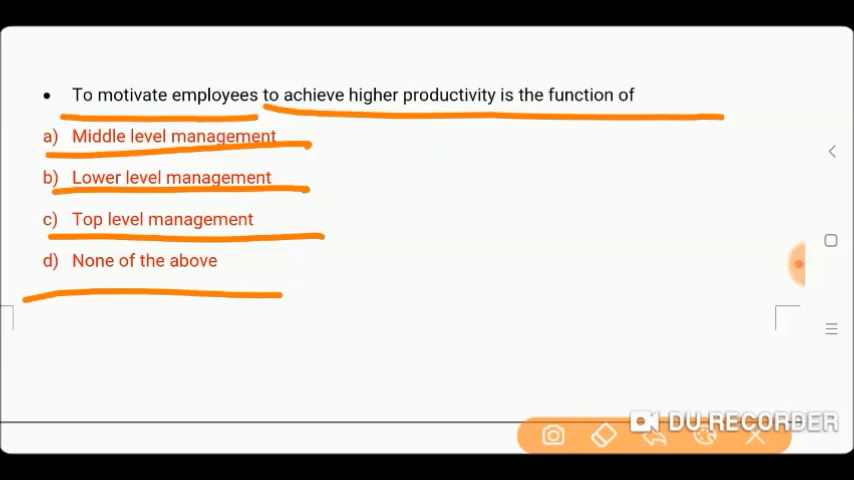 • To motivate employees to achieve higher productivity is the function of
a) Middle level management
b) Lower level management
c) Top level management
d) None of the above
DU RECORDER